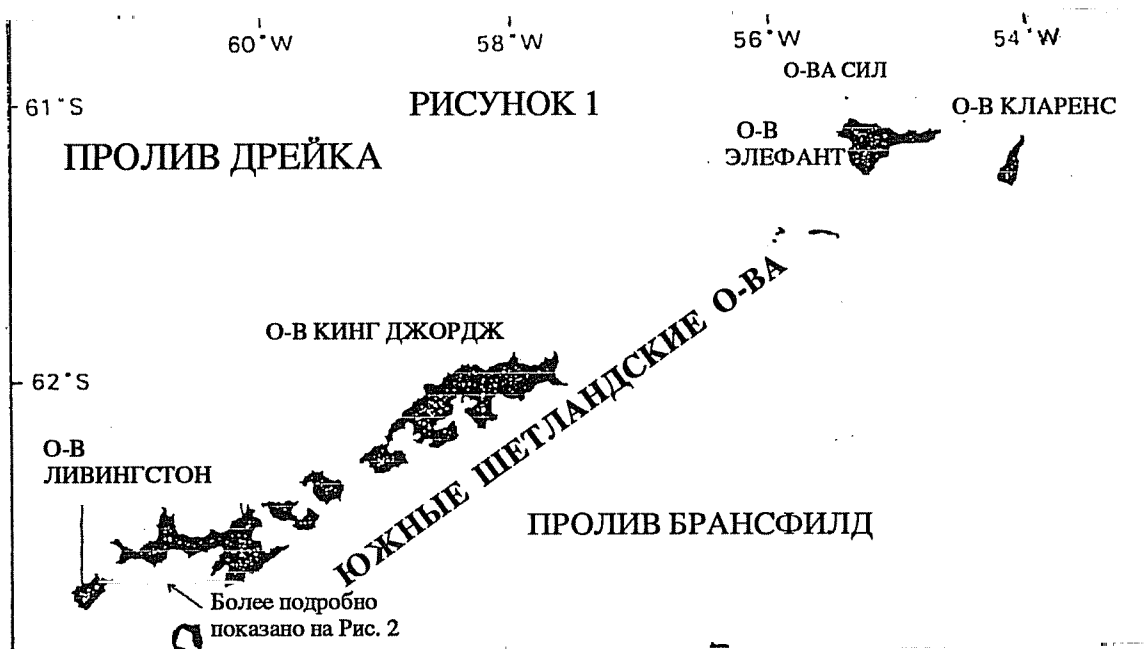 60°W
58°W
56°W
54°W
О-ВА СИЛ
61°S
РИСУНОК 1
О-В КЛАРЕНС
О-В
ЭЛЕФАНТ
ПРОЛИВ ДРЕЙКА
ЮЖНЫЕ ШЕТЛАНДСКИЕ О-ВА
О-В КИНГ ДЖОРДЖ
62°S
О-В
ЛИВИНГСТОН
ПРОЛИВ БРАНСФИЛД
Более подробно
показано на Рис. 2